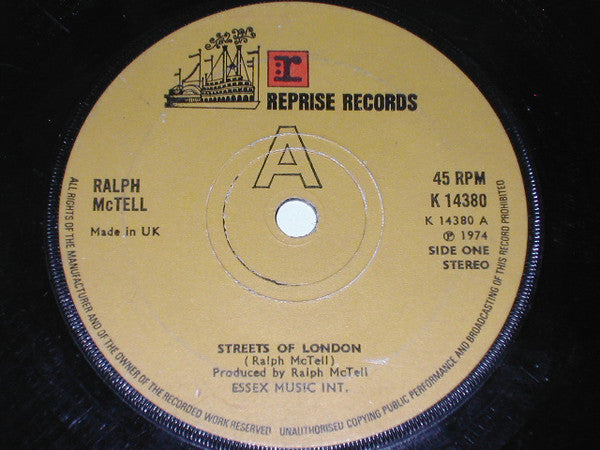 r
REPRISE RECORDS
A
RALPH
McTELL
Made in UK
45 RPM
K 14380
K 14380 A
℗ 1974
SIDE ONE
STEREO
STREETS OF LONDON
(Ralph McTell)
Produced by Ralph McTell
ESSEX MUSIC INT.
ALL RIGHTS OF THE MANUFACTURER AND OF THE OWNER OF THE RECORDED WORK RESERVED UNAUTHORISED COPYING PUBLIC PERFORMANCE AND BROADCASTING OF THIS RECORD PROHIBITED